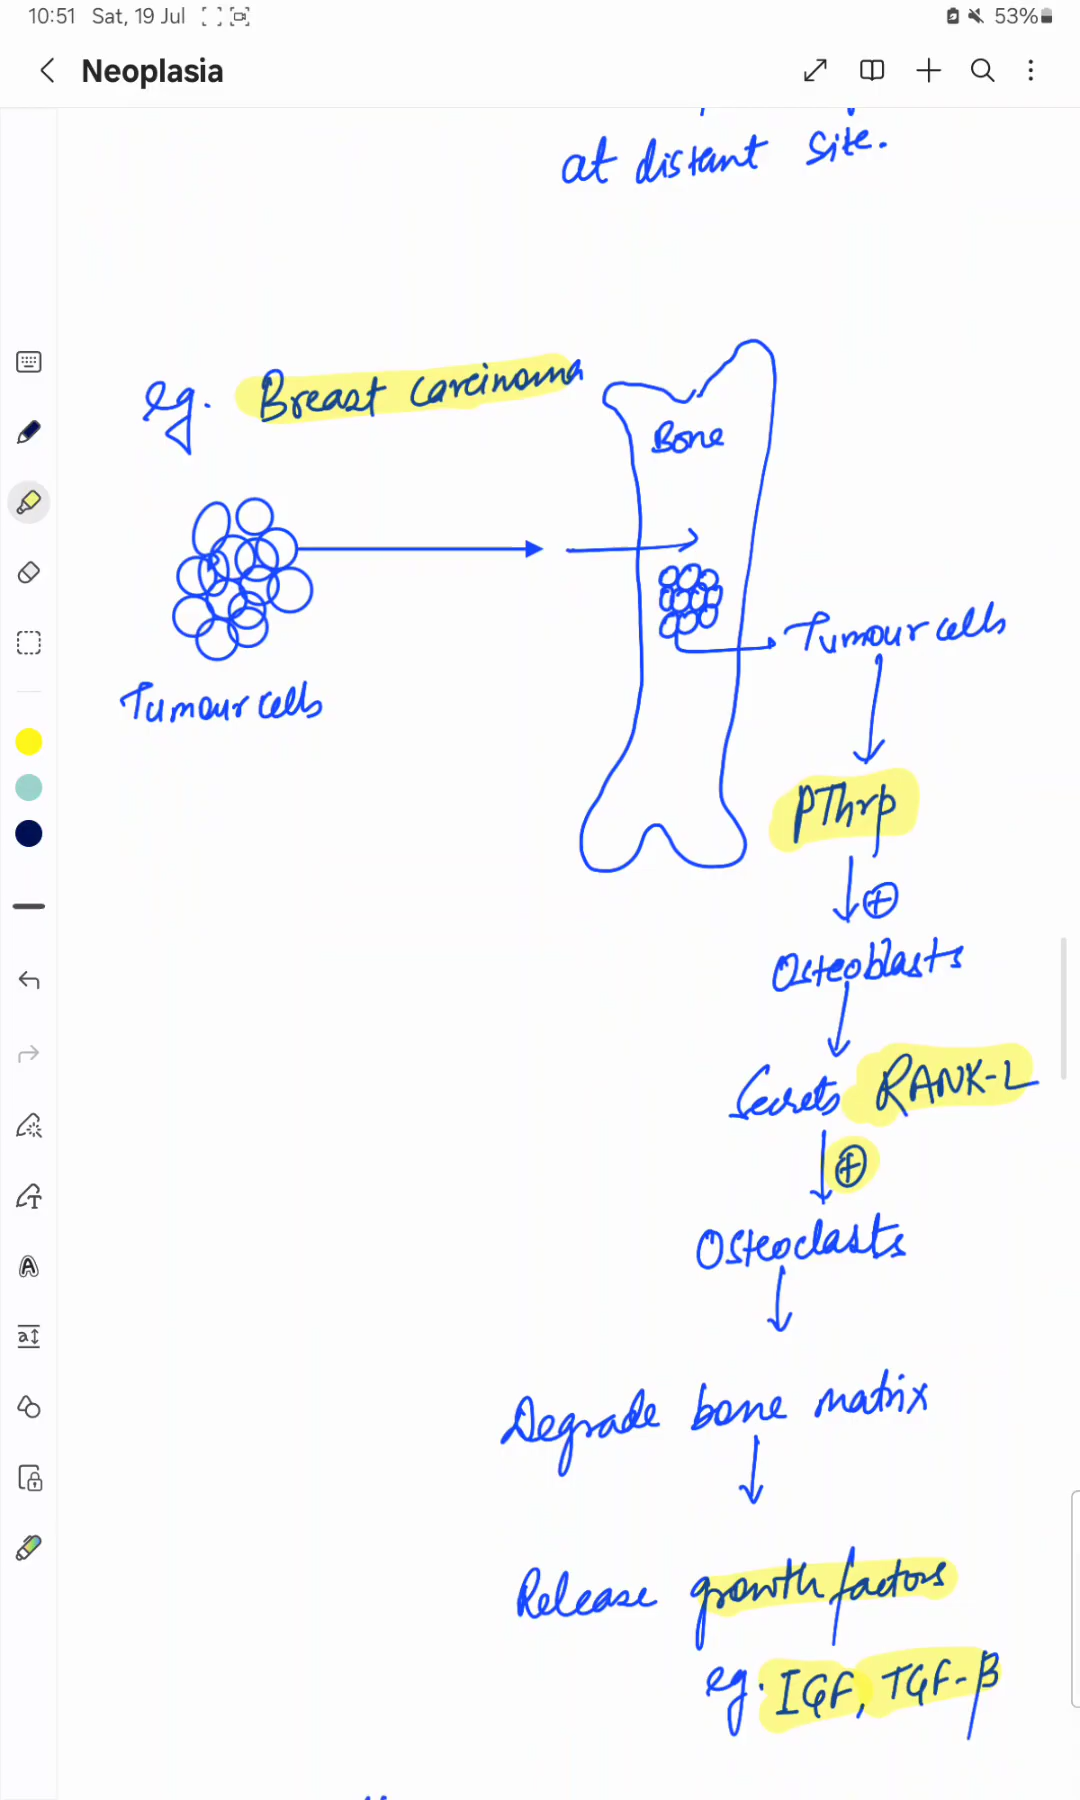 10:51 Sat, 19 Jul 53%
Neoplasia
at distant site.
eg. Breast carcinoma
Bone
Tumour cells
Tumour cells
PThrp
+
Osteoblasts
Secrets RANK-L
+
Osteoclasts
Degrade bone matrix
Release growth factors
eg. IGF, TGF-β